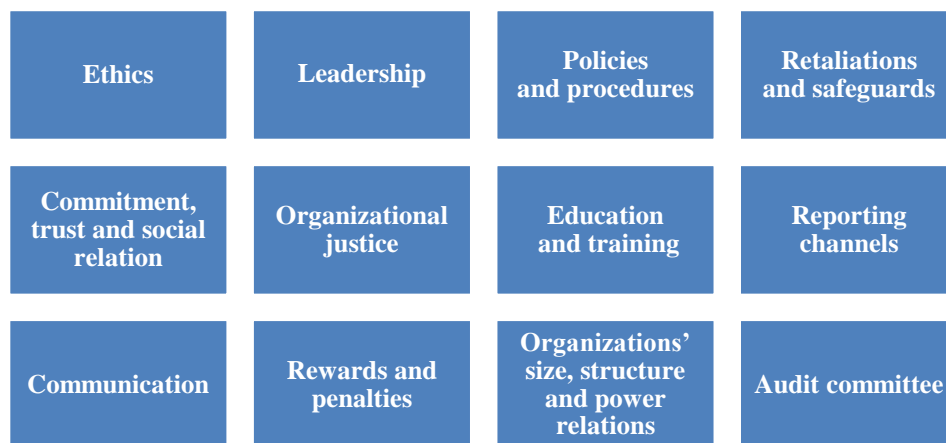 Ethics
Leadership
Policies
and procedures
Retaliations
and safeguards
Commitment,
trust and social
relation
Organizational
justice
Education
and training
Reporting
channels
Communication
Rewards and
penalties
Organizations’
size, structure
and power
relations
Audit committee